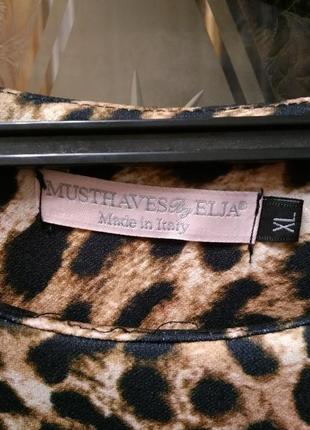 MUSTHAVES By ELJA®
Made in Italy
XL